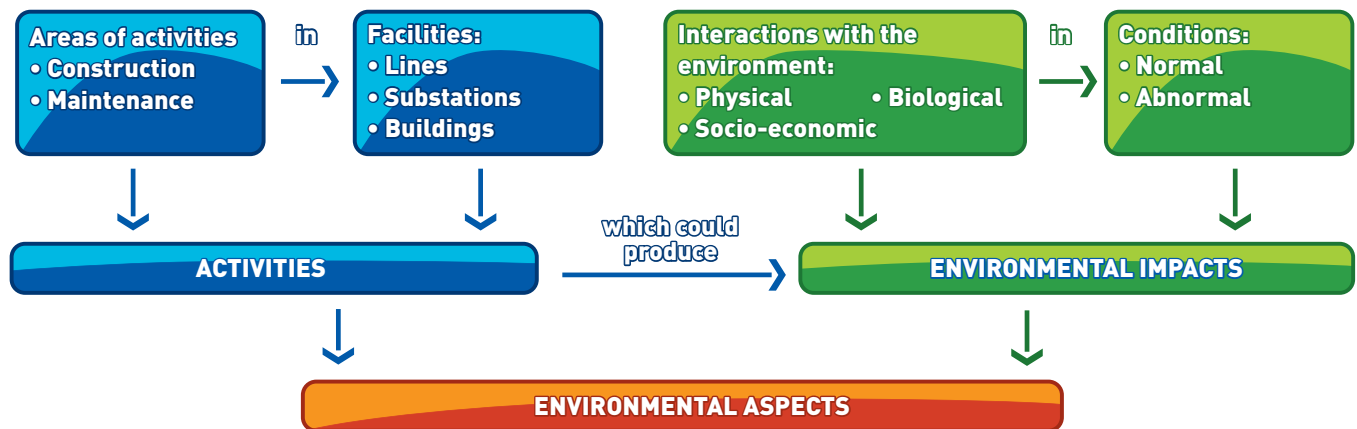 Areas of activities
• Construction
• Maintenance
in
Facilities:
• Lines
• Substations
• Buildings
Interactions with the
environment:
• Physical • Biological
• Socio-economic
in
Conditions:
• Normal
• Abnormal
ACTIVITIES
which could
produce
ENVIRONMENTAL IMPACTS
ENVIRONMENTAL ASPECTS